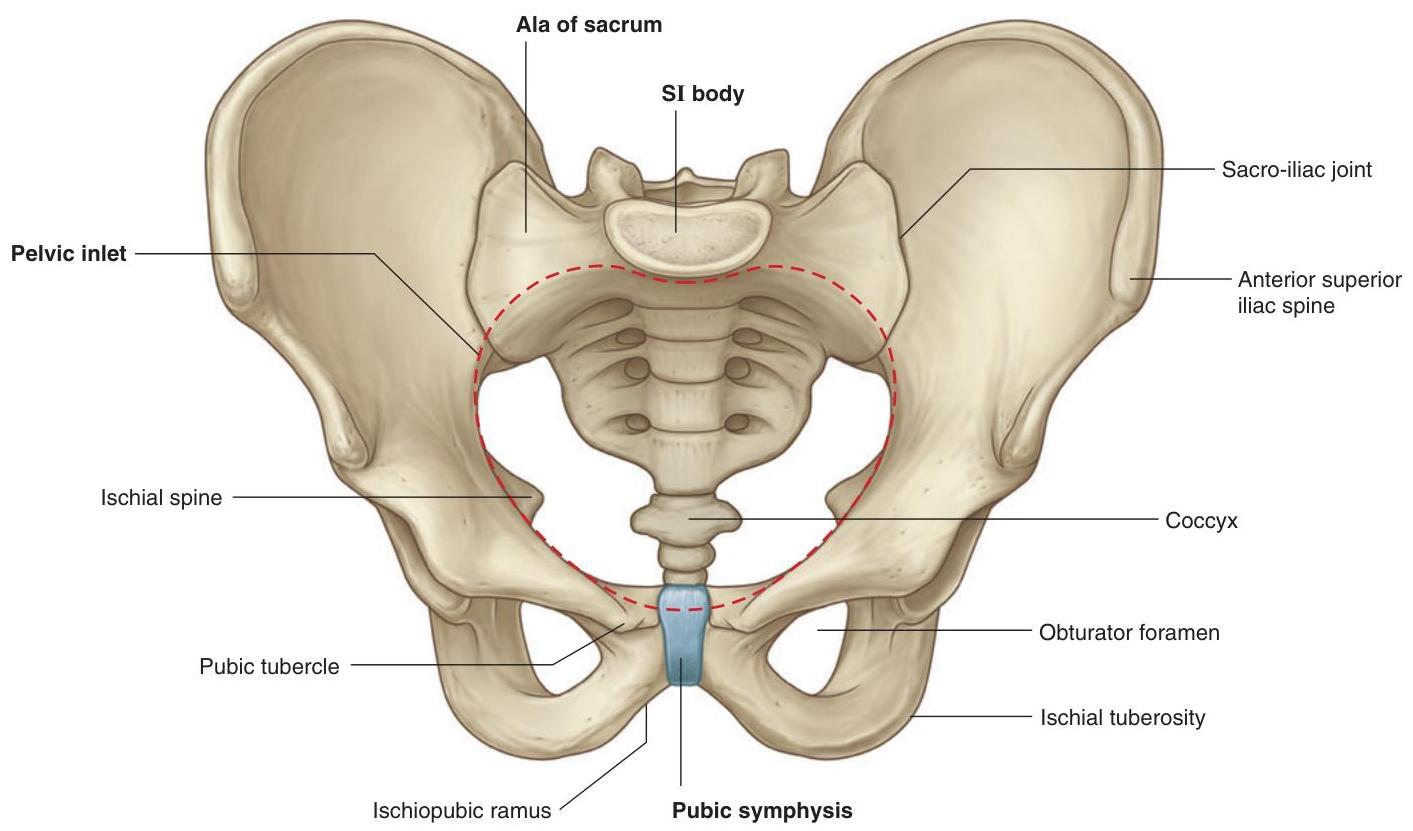 Ala of sacrum
SI body
Sacro-iliac joint
Pelvic inlet
Anterior superior
iliac spine
Ischial spine
Coccyx
Obturator foramen
Pubic tubercle
Ischial tuberosity
Ischiopubic ramus
Pubic symphysis